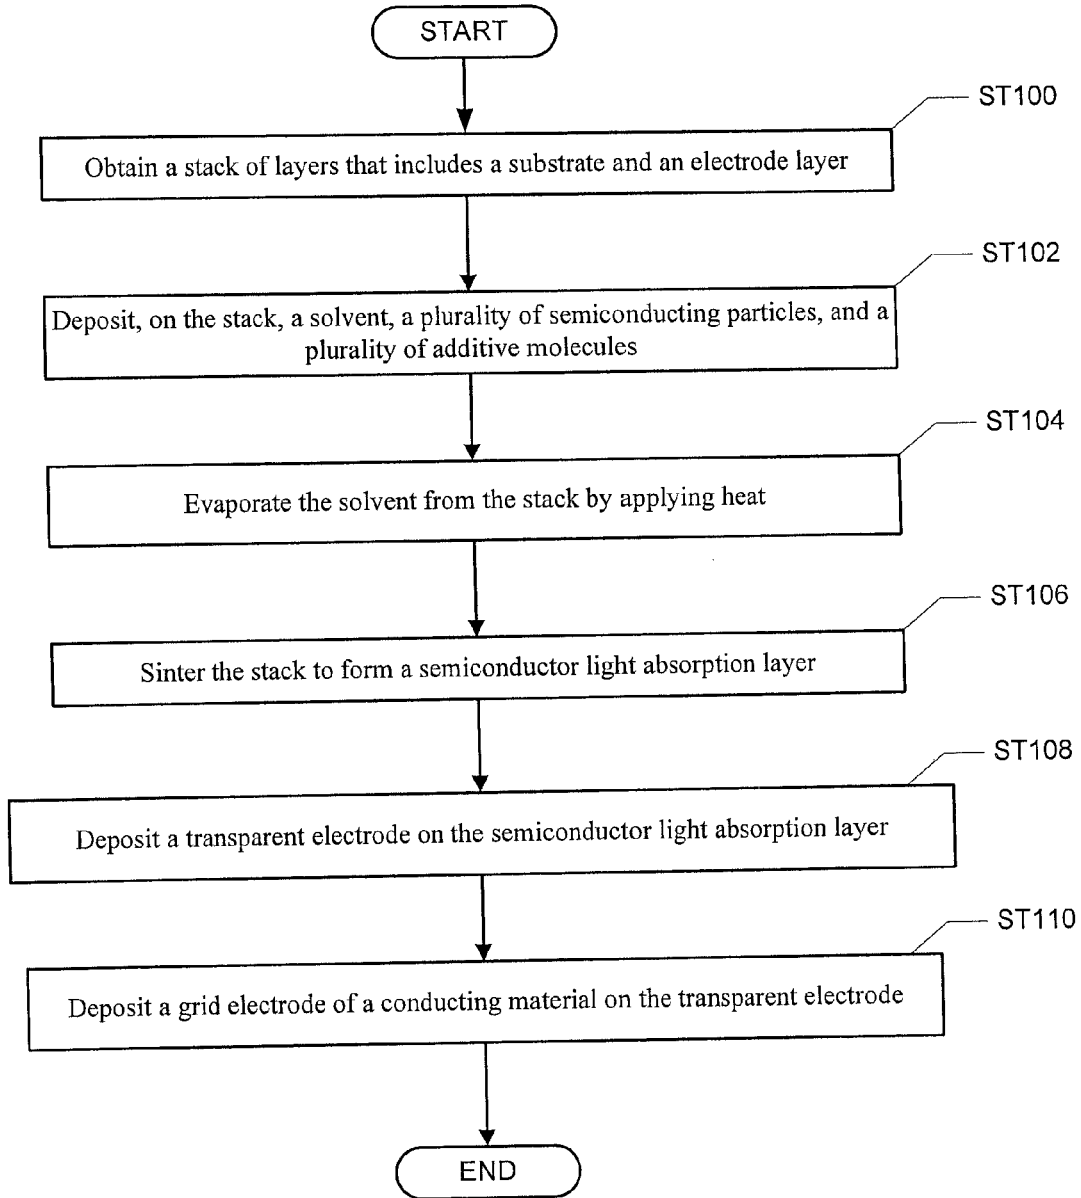 START
ST100
Obtain a stack of layers that includes a substrate and an electrode layer
ST102
Deposit, on the stack, a solvent, a plurality of semiconducting particles, and a
plurality of additive molecules
ST104
Evaporate the solvent from the stack by applying heat
ST106
Sinter the stack to form a semiconductor light absorption layer
ST108
Deposit a transparent electrode on the semiconductor light absorption layer
ST110
Deposit a grid electrode of a conducting material on the transparent electrode
END